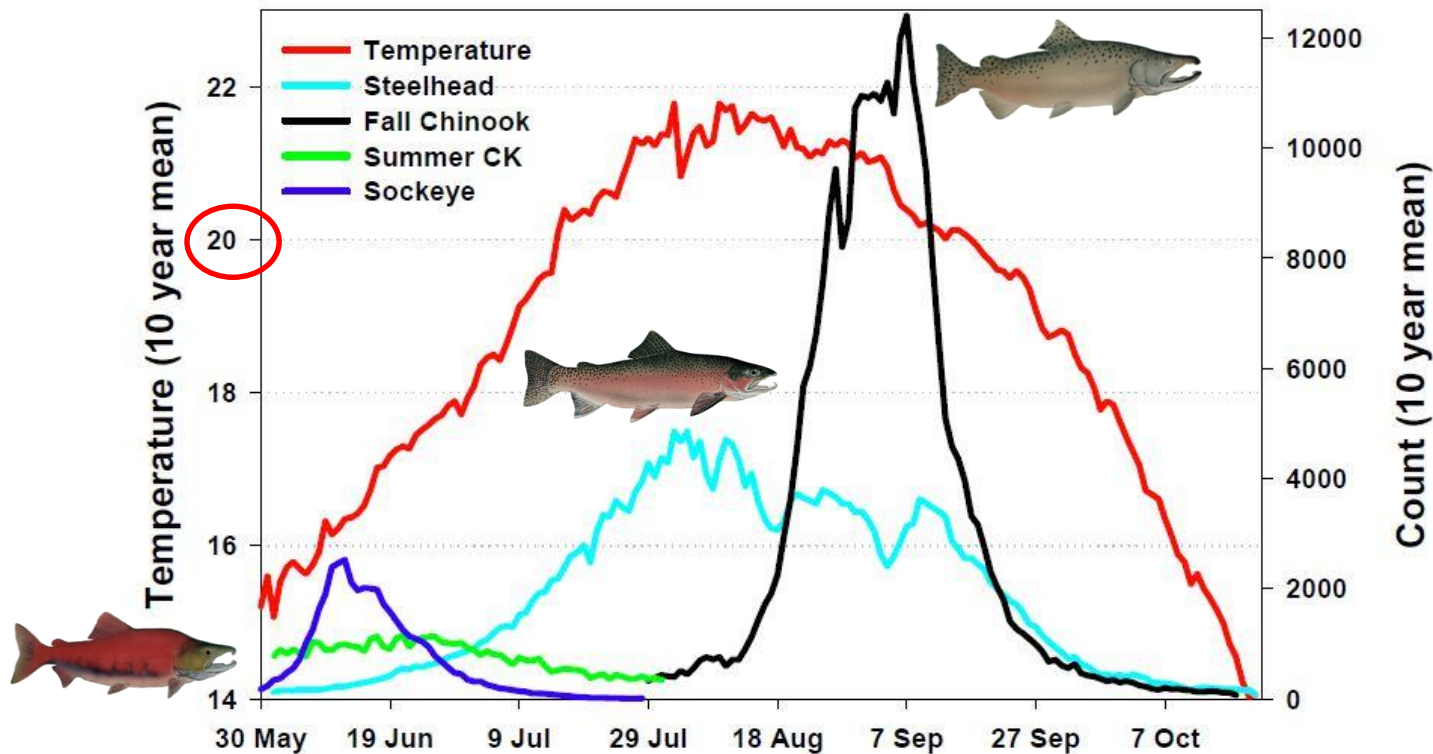 Temperature (10 year mean)
22
20
18
16
14
Temperature
Steelhead
Fall Chinook
Summer CK
Sockeye
12000
10000
8000
6000
4000
2000
0
Count (10 year mean)
30 May 19 Jun 9 Jul 29 Jul 18 Aug 7 Sep 27 Sep 7 Oct